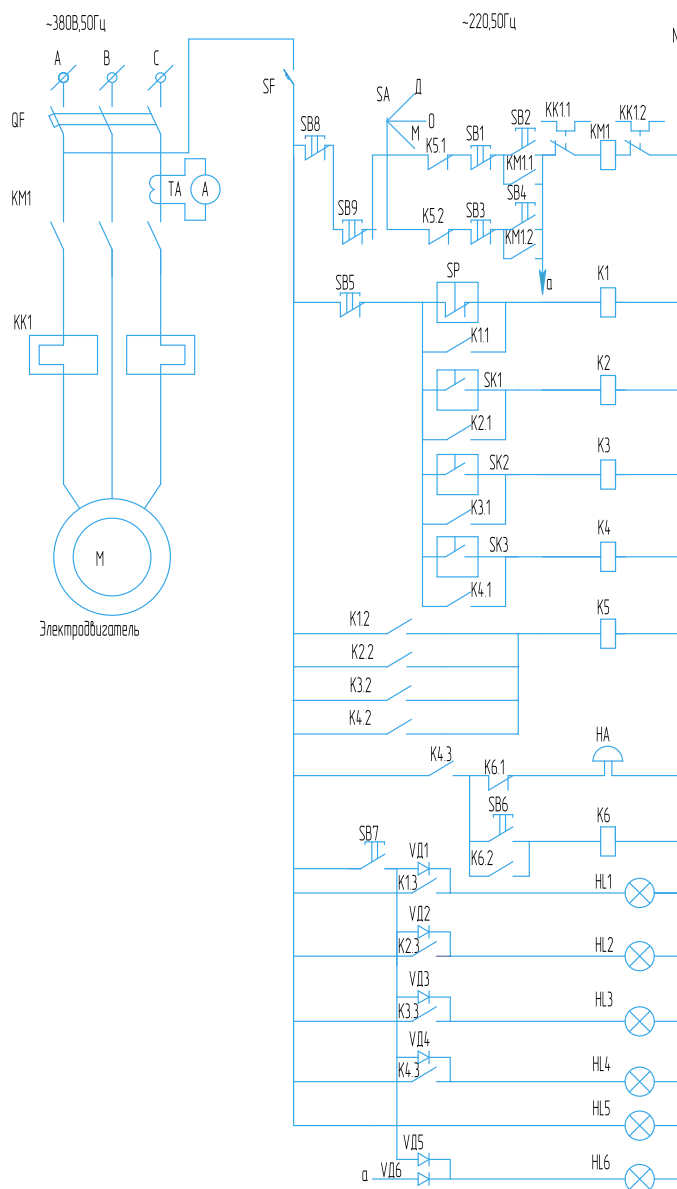 ~380В,50Гц
~220,50Гц
N
A
B
C
QF
SF
SA
Д
О
М
SB8
K5.1
SB1
SB2
KK1.1
KM1
KK1.2
KM1.1
TA
A
KM1
SB9
K5.2
SB3
SB4
KM1.2
a
SB5
SP
K1
KK1
K1.1
K2
SK1
K2.1
K3
SK2
K3.1
K4
SK3
K4.1
M
Электродвигатель
K1.2
K5
K2.2
K3.2
K4.2
K4.3
K6.1
HA
SB6
K6
SB7
K6.2
VД1
K1.3
HL1
VД2
K2.3
HL2
VД3
K3.3
HL3
VД4
K4.3
HL4
HL5
VД5
a
VД6
HL6